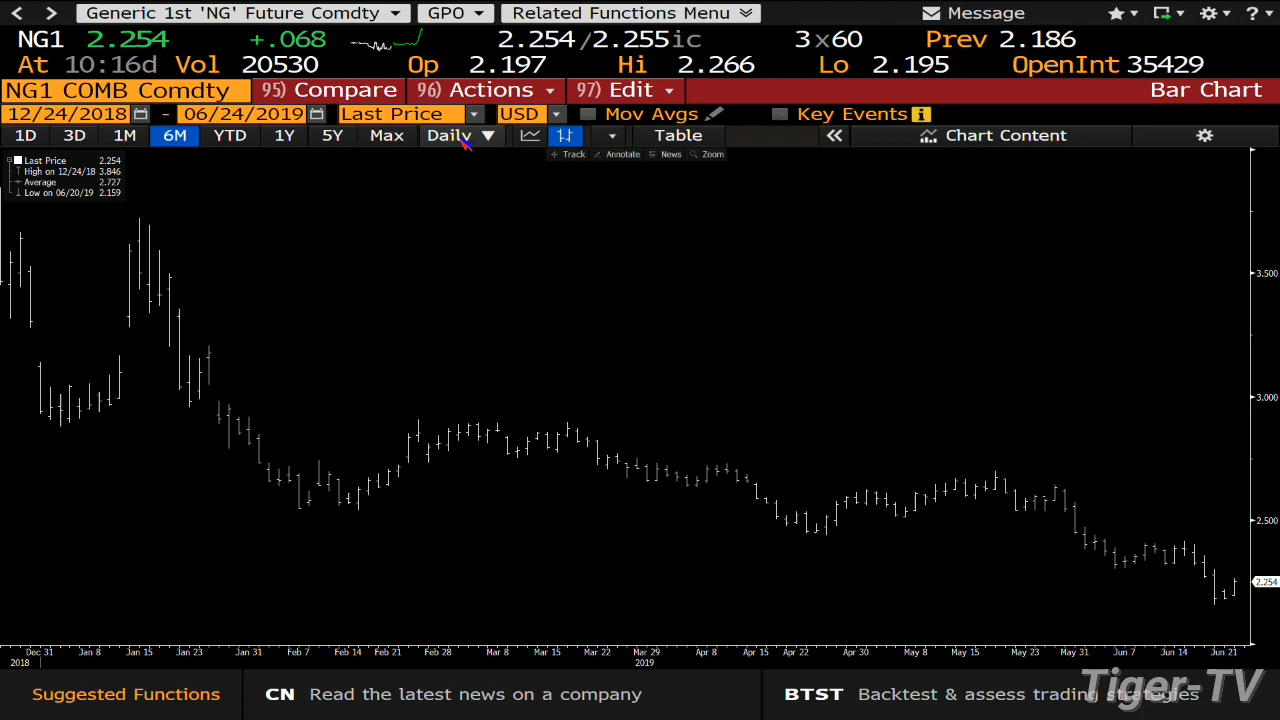 Generic 1st 'NG' Future Comdty GPO Related Functions Menu Message ?
NG1 2.254 +.068 2.254/2.255ic 3x60 Prev 2.186
At 10:16d Vol 20530 Op 2.197 Hi 2.266 Lo 2.195 OpenInt 35429
NG1 COMB Comdty 95) Compare 96) Actions 97) Edit Bar Chart
12/24/2018 - 06/24/2019 Last Price USD Mov Avgs Key Events i
1D 3D 1M 6M YTD 1Y 5Y Max Daily Table Chart Content
Track Annotate News Zoom
Last Price 2.254
High on 12/24/18 3.846
Average 2.727
Low on 06/20/19 2.159
3.500
3.000
2.500
2.254
Dec 31 Jan 8 Jan 15 Jan 23 Jan 31 Feb 7 Feb 14 Feb 21 Feb 28 Mar 8 Mar 15 Mar 22 Mar 29 Apr 8 Apr 15 Apr 22 Apr 30 May 8 May 15 May 23 May 31 Jun 7 Jun 14 Jun 21
2018 2019
Suggested Functions CN Read the latest news on a company BTST Backtest & assess trading strategies
Tiger-TV